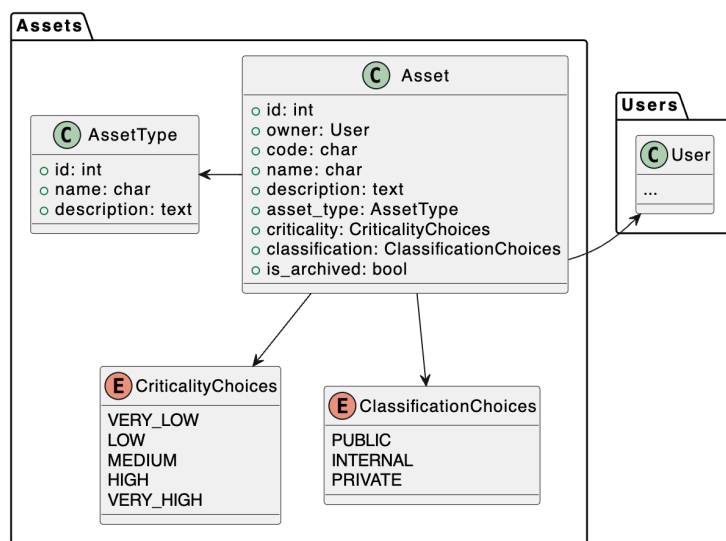 Assets
C Asset
id: int
owner: User
code: char
name: char
description: text
asset_type: AssetType
criticality: CriticalityChoices
classification: ClassificationChoices
is_archived: bool
C AssetType
id: int
name: char
description: text
Users
C User
...
E CriticalityChoices
VERY_LOW
LOW
MEDIUM
HIGH
VERY_HIGH
E ClassificationChoices
PUBLIC
INTERNAL
PRIVATE